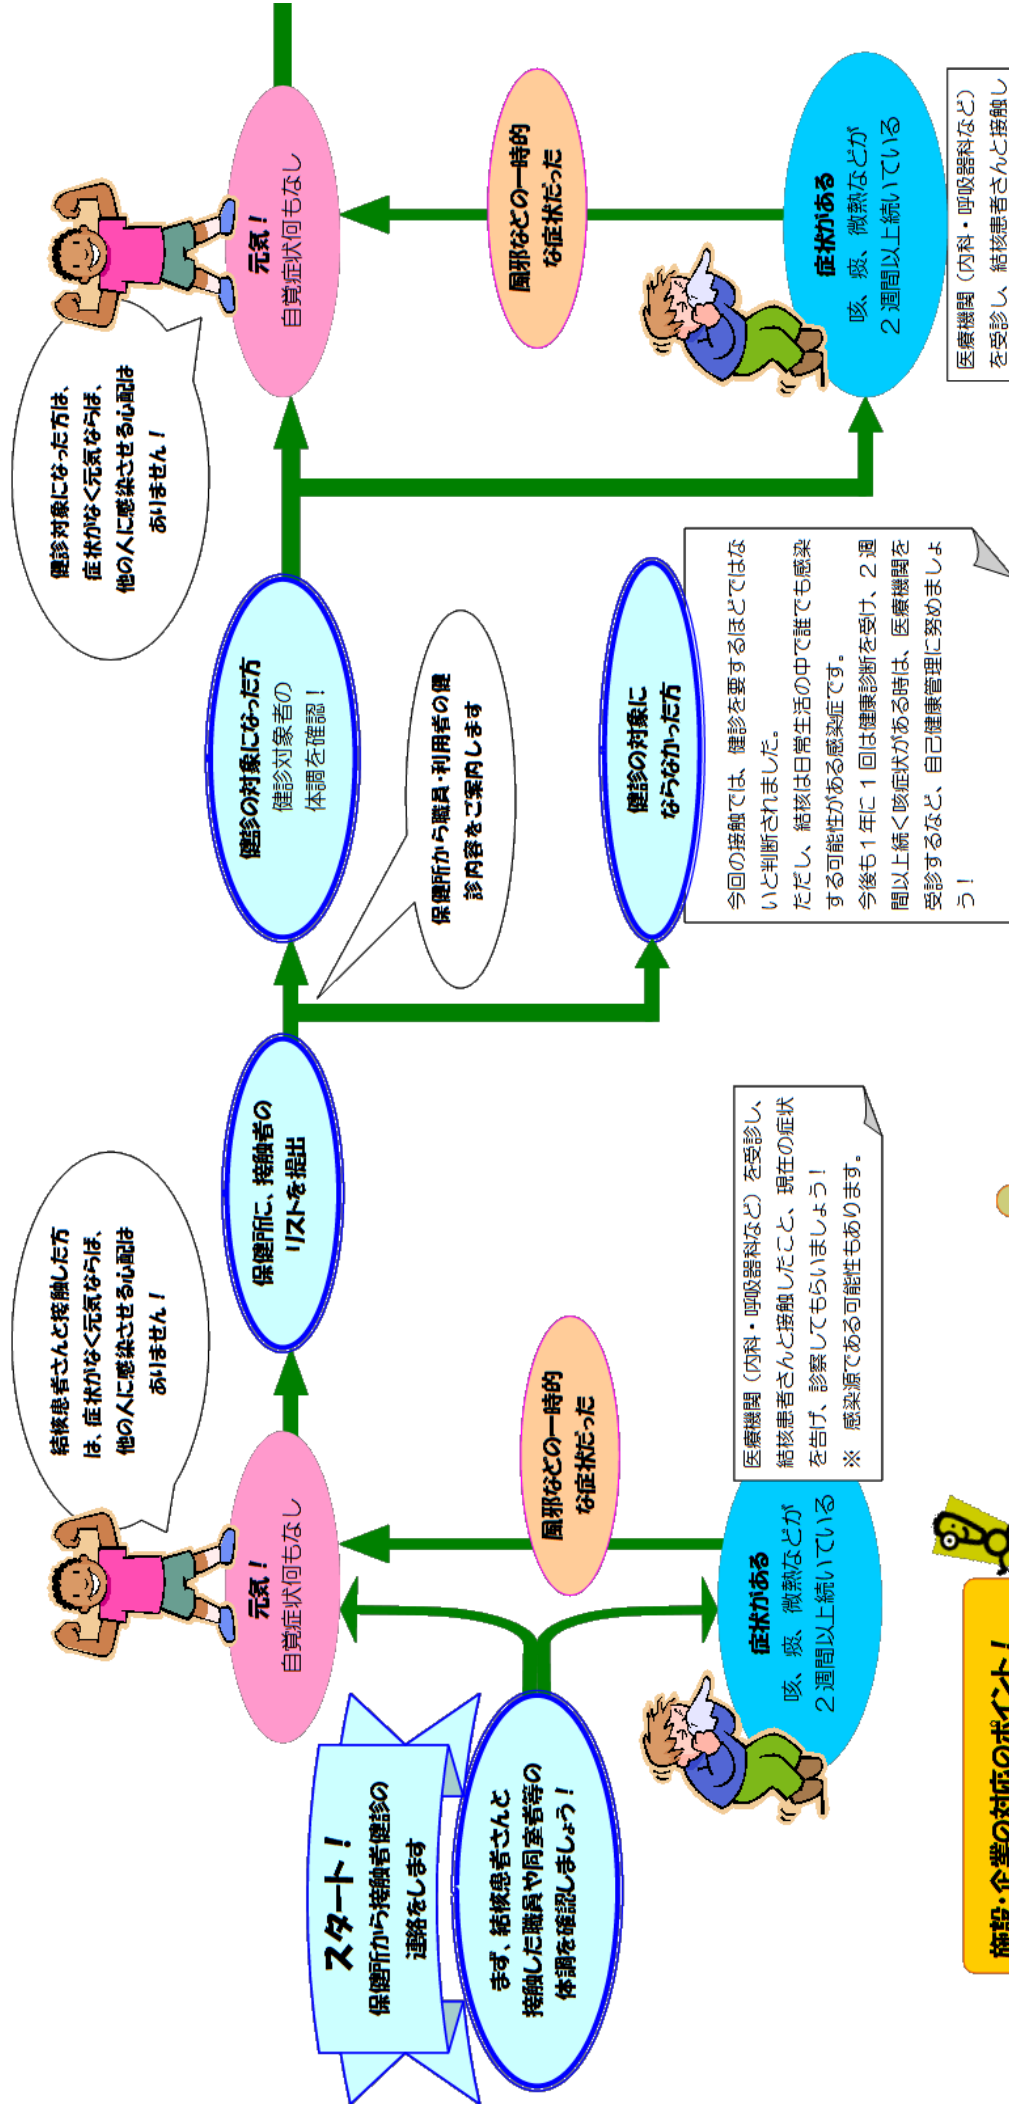 スタート！
保健所から接触者健診の
連絡をします
まず、結核患者さんと
接触した職員や同室者等の
体調を確認しましょう！
結核患者さんと接触した方
は、症状がなく元気ならば、
他の人に感染させる心配は
ありません！
元気！
自覚症状何もなし
風邪などの一時的
な症状だった
症状がある
咳、痰、微熱などが
２週間以上続いている
医療機関（内科・呼吸器科など）を受診し、
結核患者さんと接触したこと、現在の症状
を告げ、診察してもらいましょう！
※　感染源である可能性もあります。
保健所に、接触者の
リストを提出
保健所から職員・利用者の健
診内容をご案内します
健診の対象になった方
健診対象者の
体調を確認！
健診の対象に
ならなかった方
今回の接触では、健診を要するほどではな
いと判断されました。
ただし、結核は日常生活の中で誰でも感染
する可能性がある感染症です。
今後も１年に１回は健康診断を受け、２週
間以上続く咳症状がある時は、医療機関を
受診するなど、自己健康管理に努めましょ
う！
健診対象になった方は、
症状がなく元気ならば、
他の人に感染させる心配は
ありません！
元気！
自覚症状何もなし
風邪などの一時的
な症状だった
症状がある
咳、痰、微熱などが
２週間以上続いている
医療機関（内科・呼吸器科など）
を受診し、結核患者さんと接触し
施設・企業の対応のポイント！